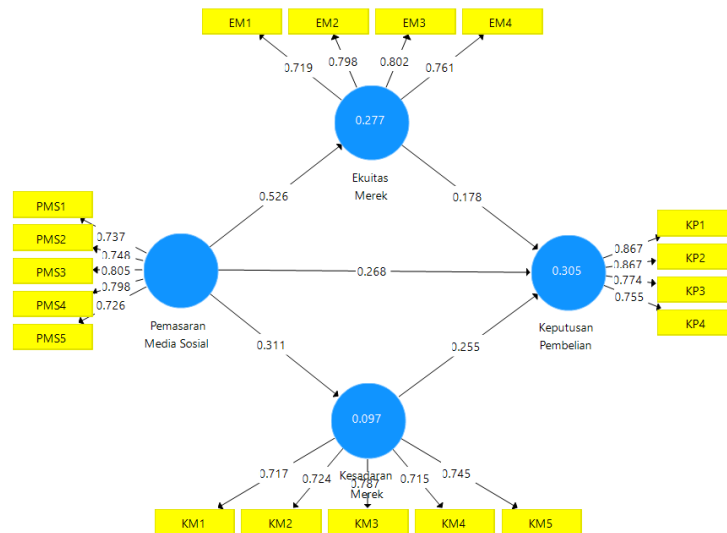 EM1 EM2 EM3 EM4
0.719 0.798 0.802 0.761
0.277
Ekuitas
Merek
0.526 0.178
PMS1
PMS2
PMS3
PMS4
PMS5
0.737
0.748
0.805
0.798
0.726
Pemasaran
Media Sosial
0.268
0.305
Keputusan
Pembelian
0.867
0.867
0.774
0.755
KP1
KP2
KP3
KP4
0.311 0.255
0.097
Kesadaran
Merek
0.717 0.724 0.787 0.715 0.745
KM1 KM2 KM3 KM4 KM5